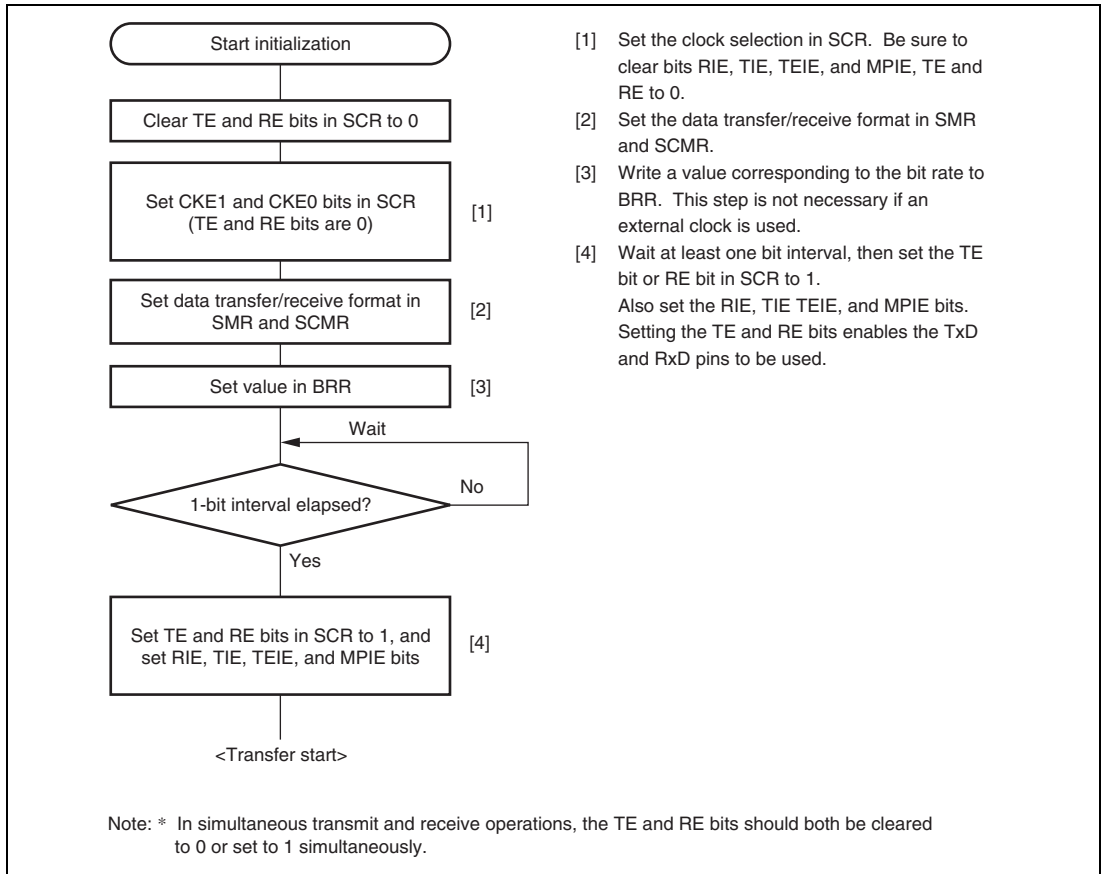 Start initialization
Clear TE and RE bits in SCR to 0
Set CKE1 and CKE0 bits in SCR
(TE and RE bits are 0)
[1]
Set data transfer/receive format in
SMR and SCMR
[2]
Set value in BRR
[3]
Wait
No
1-bit interval elapsed?
Yes
Set TE and RE bits in SCR to 1, and
set RIE, TIE, TEIE, and MPIE bits
[4]
<Transfer start>
[1] Set the clock selection in SCR. Be sure to
clear bits RIE, TIE, TEIE, and MPIE, TE and
RE to 0.
[2] Set the data transfer/receive format in SMR
and SCMR.
[3] Write a value corresponding to the bit rate to
BRR. This step is not necessary if an
external clock is used.
[4] Wait at least one bit interval, then set the TE
bit or RE bit in SCR to 1.
Also set the RIE, TIE TEIE, and MPIE bits.
Setting the TE and RE bits enables the TxD
and RxD pins to be used.
Note: * In simultaneous transmit and receive operations, the TE and RE bits should both be cleared
to 0 or set to 1 simultaneously.